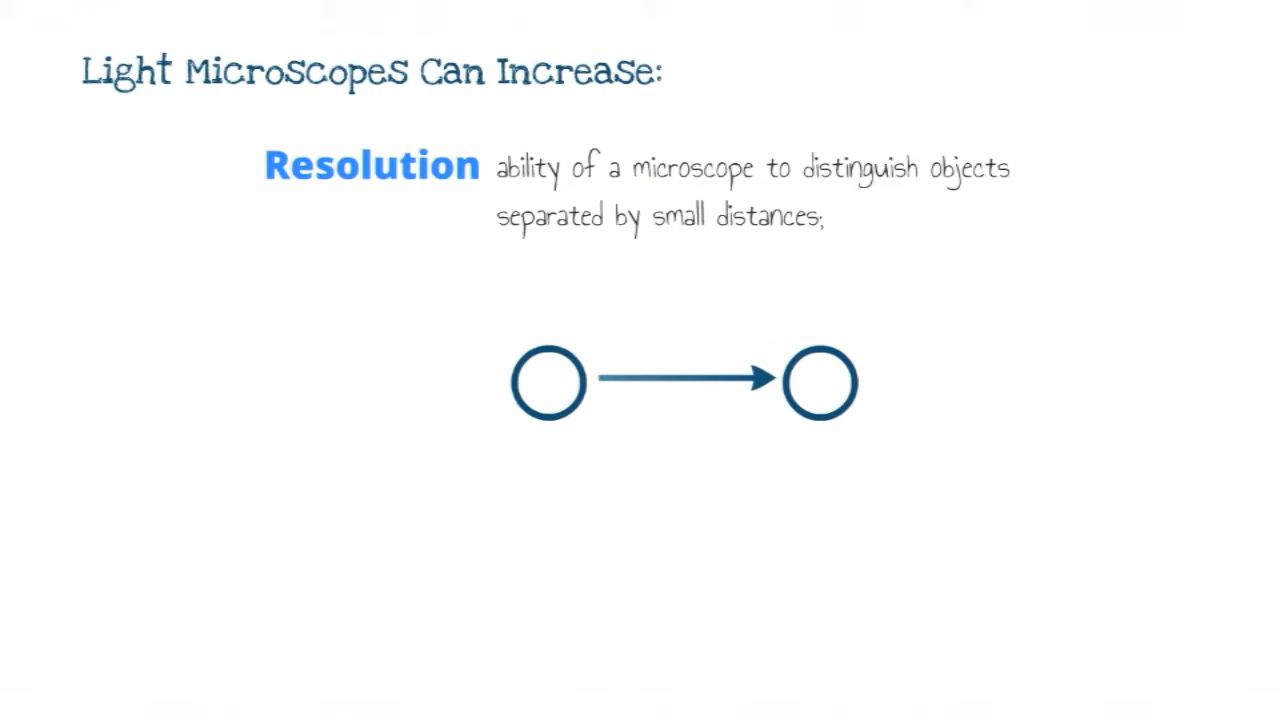 Light Microscopes Can Increase:
Resolution ability of a microscope to distinguish objects
separated by small distances;